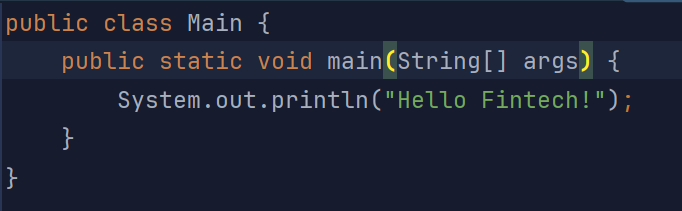 public class Main {
    public static void main(String[] args) {
        System.out.println("Hello Fintech!");
    }
}